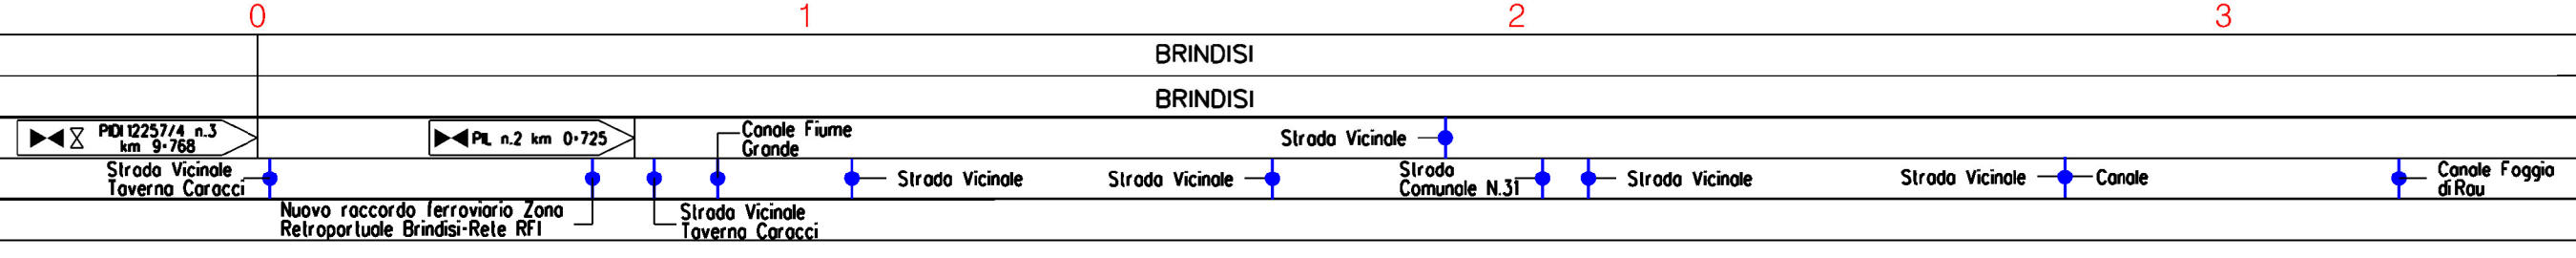 0 1 2 3
BRINDISI
BRINDISI
PIDI 12257/4 n.3
km 9+768
PIL n.2 km 0+725
Canale Fiume
Grande
Strada Vicinale
Strada Vicinale
Taverna Caracci
Strada Vicinale
Strada Vicinale
Strada
Comunale N.31
Strada Vicinale
Strada Vicinale
Canale
Canale Foggia
di Rau
Nuovo raccordo ferroviario Zona
Retroportuale Brindisi-Rete RFI
Strada Vicinale
Taverna Caracci